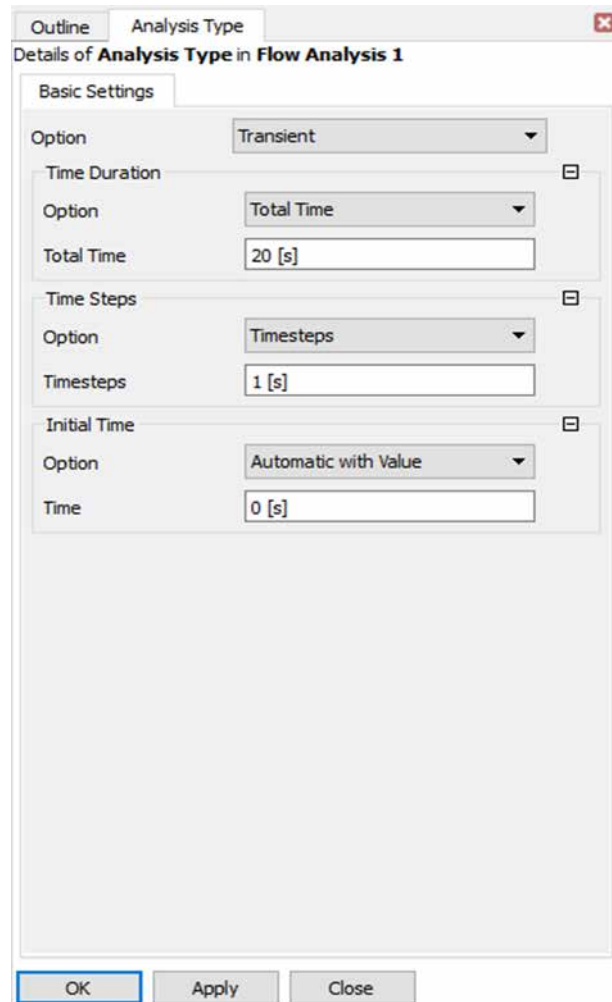 Outline Analysis Type
Details of Analysis Type in Flow Analysis 1
Basic Settings
Option Transient
Time Duration
Option Total Time
Total Time 20 [s]
Time Steps
Option Timesteps
Timesteps 1 [s]
Initial Time
Option Automatic with Value
Time 0 [s]
OK Apply Close